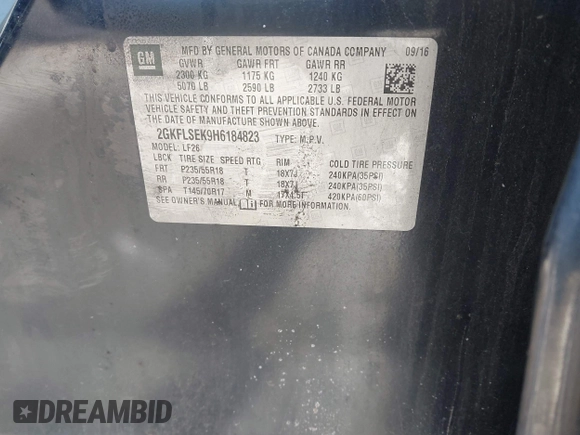 GM
MFD BY GENERAL MOTORS OF CANADA COMPANY 09/16
GVWR GAWR FRT GAWR RR
2300 KG 1175 KG 1240 KG
5070 LB 2590 LB 2733 LB
THIS VEHICLE CONFORMS TO ALL APPLICABLE U.S. FEDERAL MOTOR
VEHICLE SAFETY AND THEFT PREVENTION STANDARDS IN EFFECT ON
THE DATE OF MANUFACTURE SHOWN ABOVE.
2GKFLSEK9H6184823 TYPE: M.P.V.
MODEL: LF26
LBCK TIRE SIZE SPEED RTG RIM COLD TIRE PRESSURE
FRT P235/55R18 T 18X7J 240KPA(35PSI)
RR P235/55R18 T 18X7J 240KPA(35PSI)
SPA T145/70R17 M 17X4.5T 420KPA(60PSI)
SEE OWNER'S MANUAL FOR MORE INFORMATION.
DREAMBID